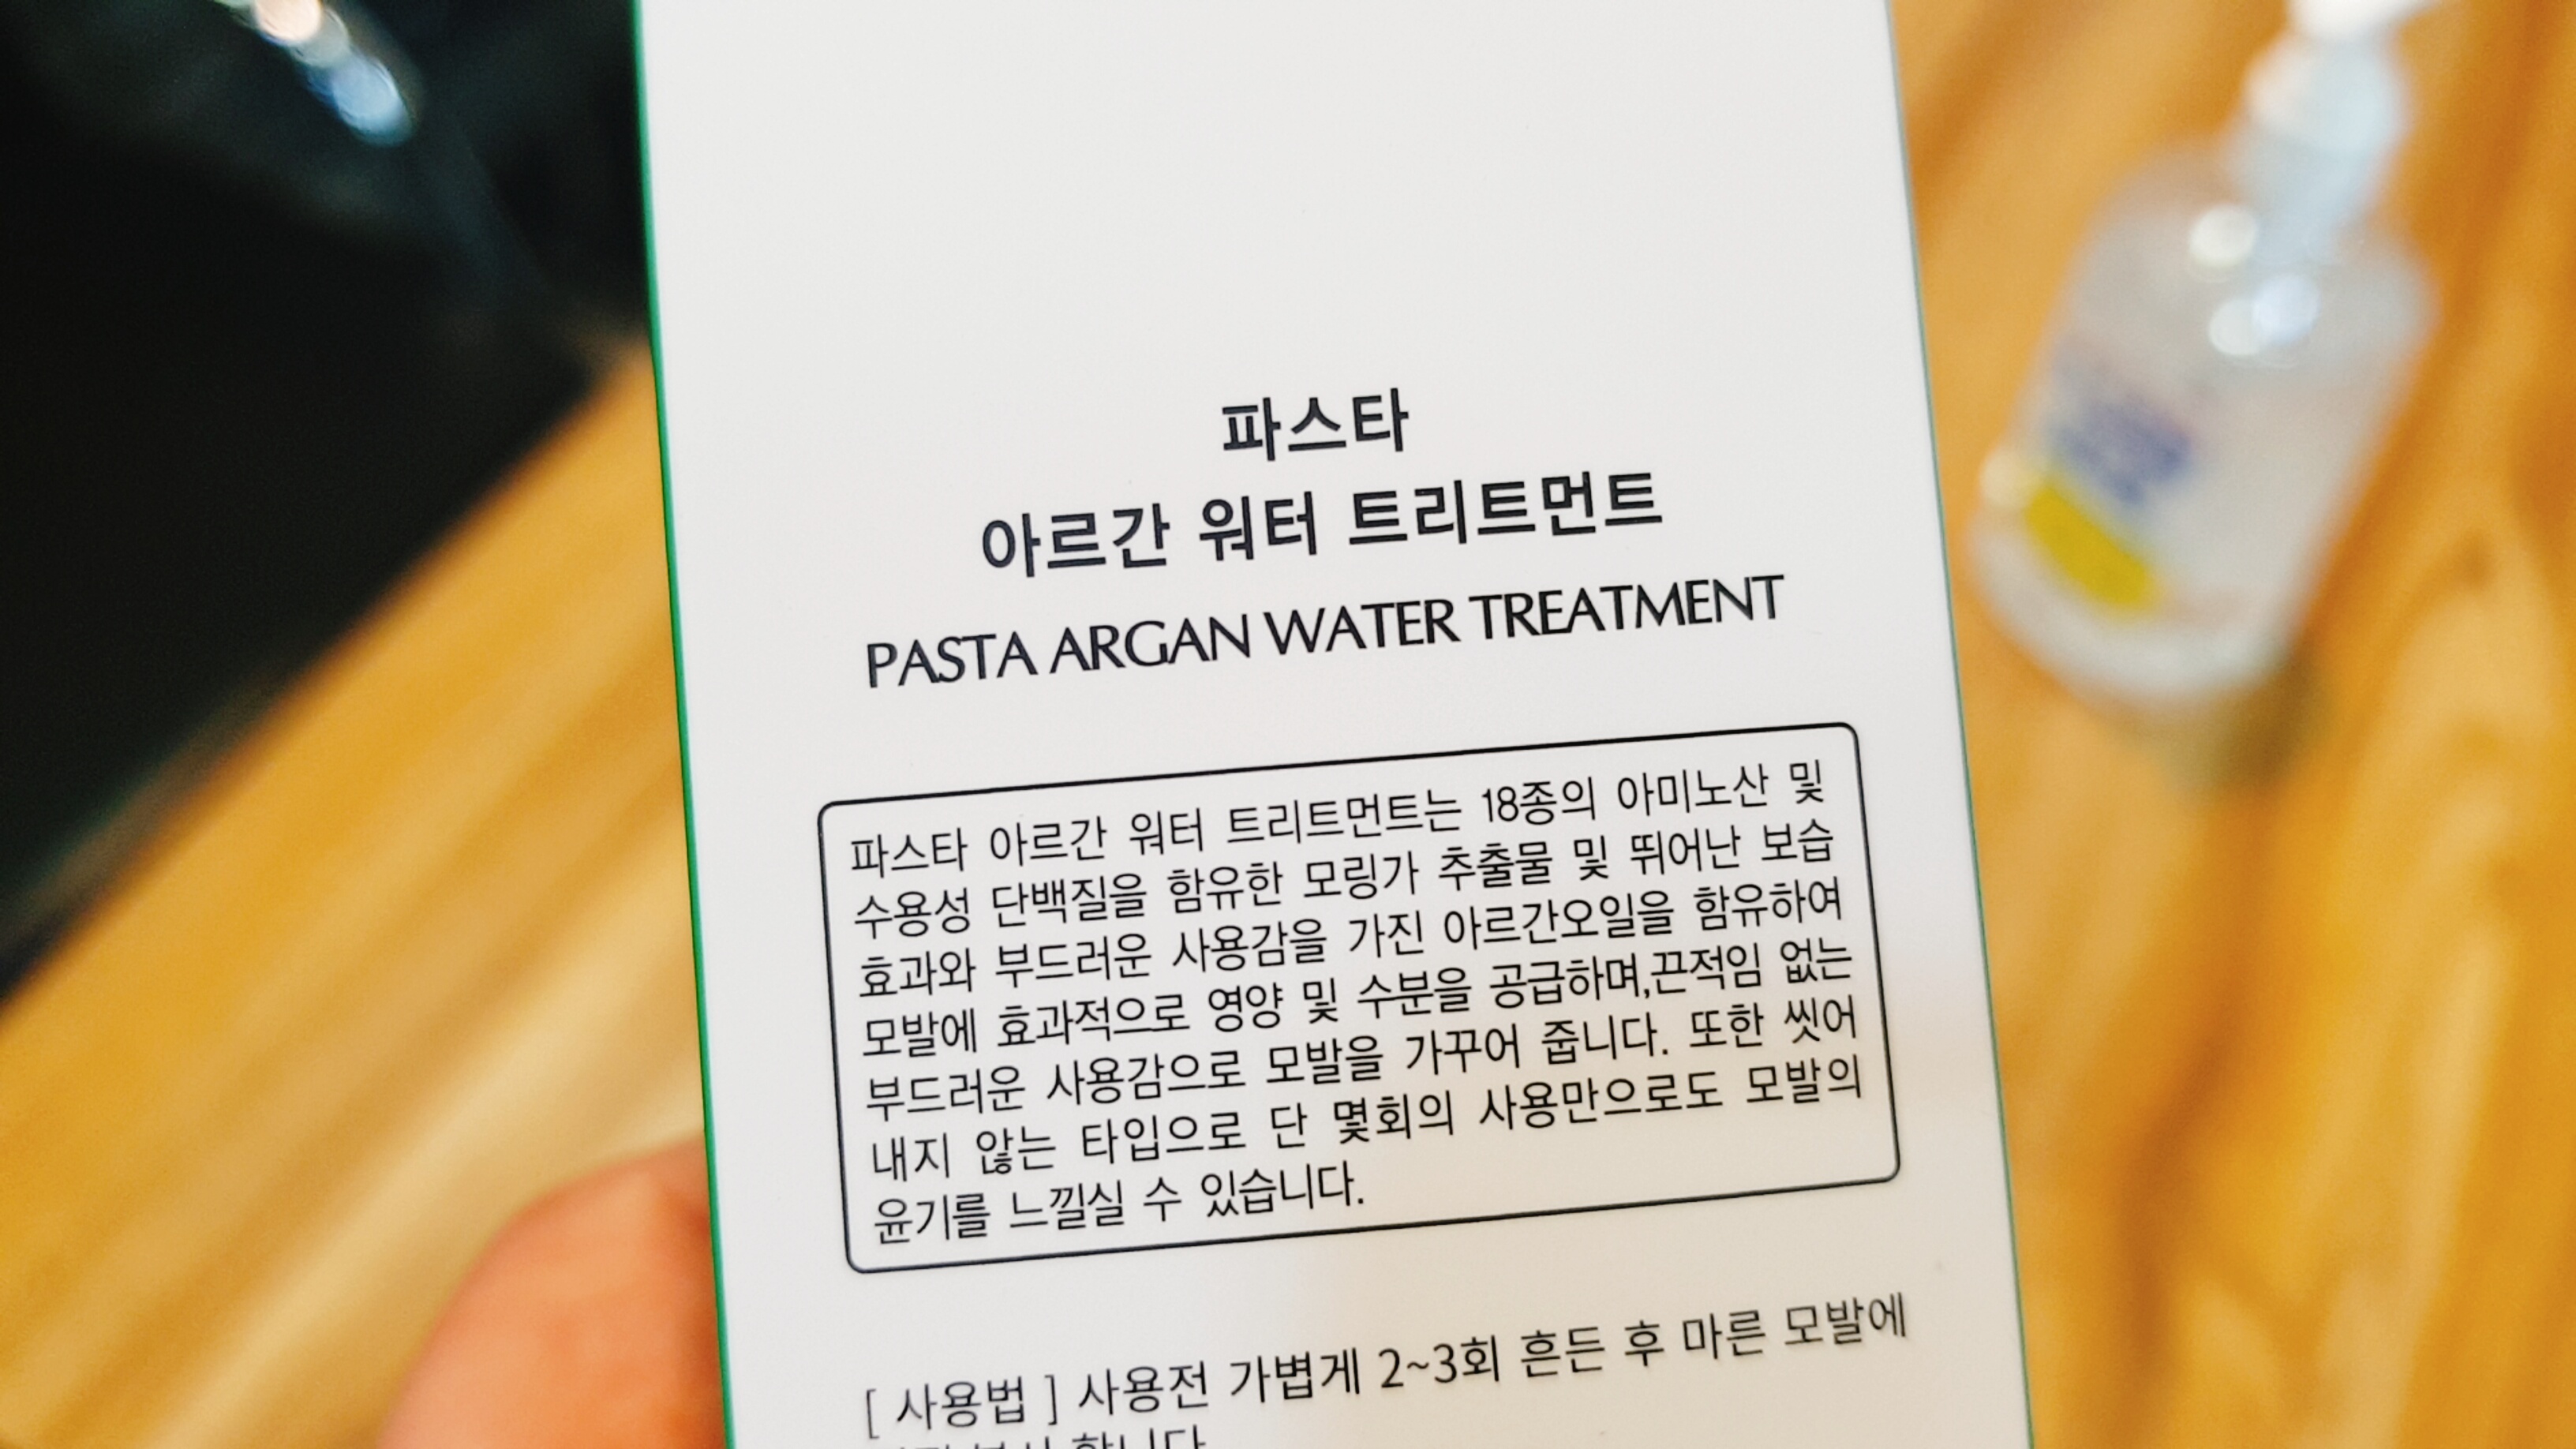 파스타
아르간 워터 트리트먼트
PASTA ARGAN WATER TREATMENT
파스타 아르간 워터 트리트먼트는 18종의 아미노산 및
수용성 단백질을 함유한 모링가 추출물 및 뛰어난 보습
효과와 부드러운 사용감을 가진 아르간오일을 함유하여
모발에 효과적으로 영양 및 수분을 공급하며,끈적임 없는
부드러운 사용감으로 모발을 가꾸어 줍니다. 또한 씻어
내지 않는 타입으로 단 몇회의 사용만으로도 모발의
윤기를 느낄실 수 있습니다.
[ 사용법 ] 사용전 가볍게 2~3회 흔든 후 마른 모발에
합니다